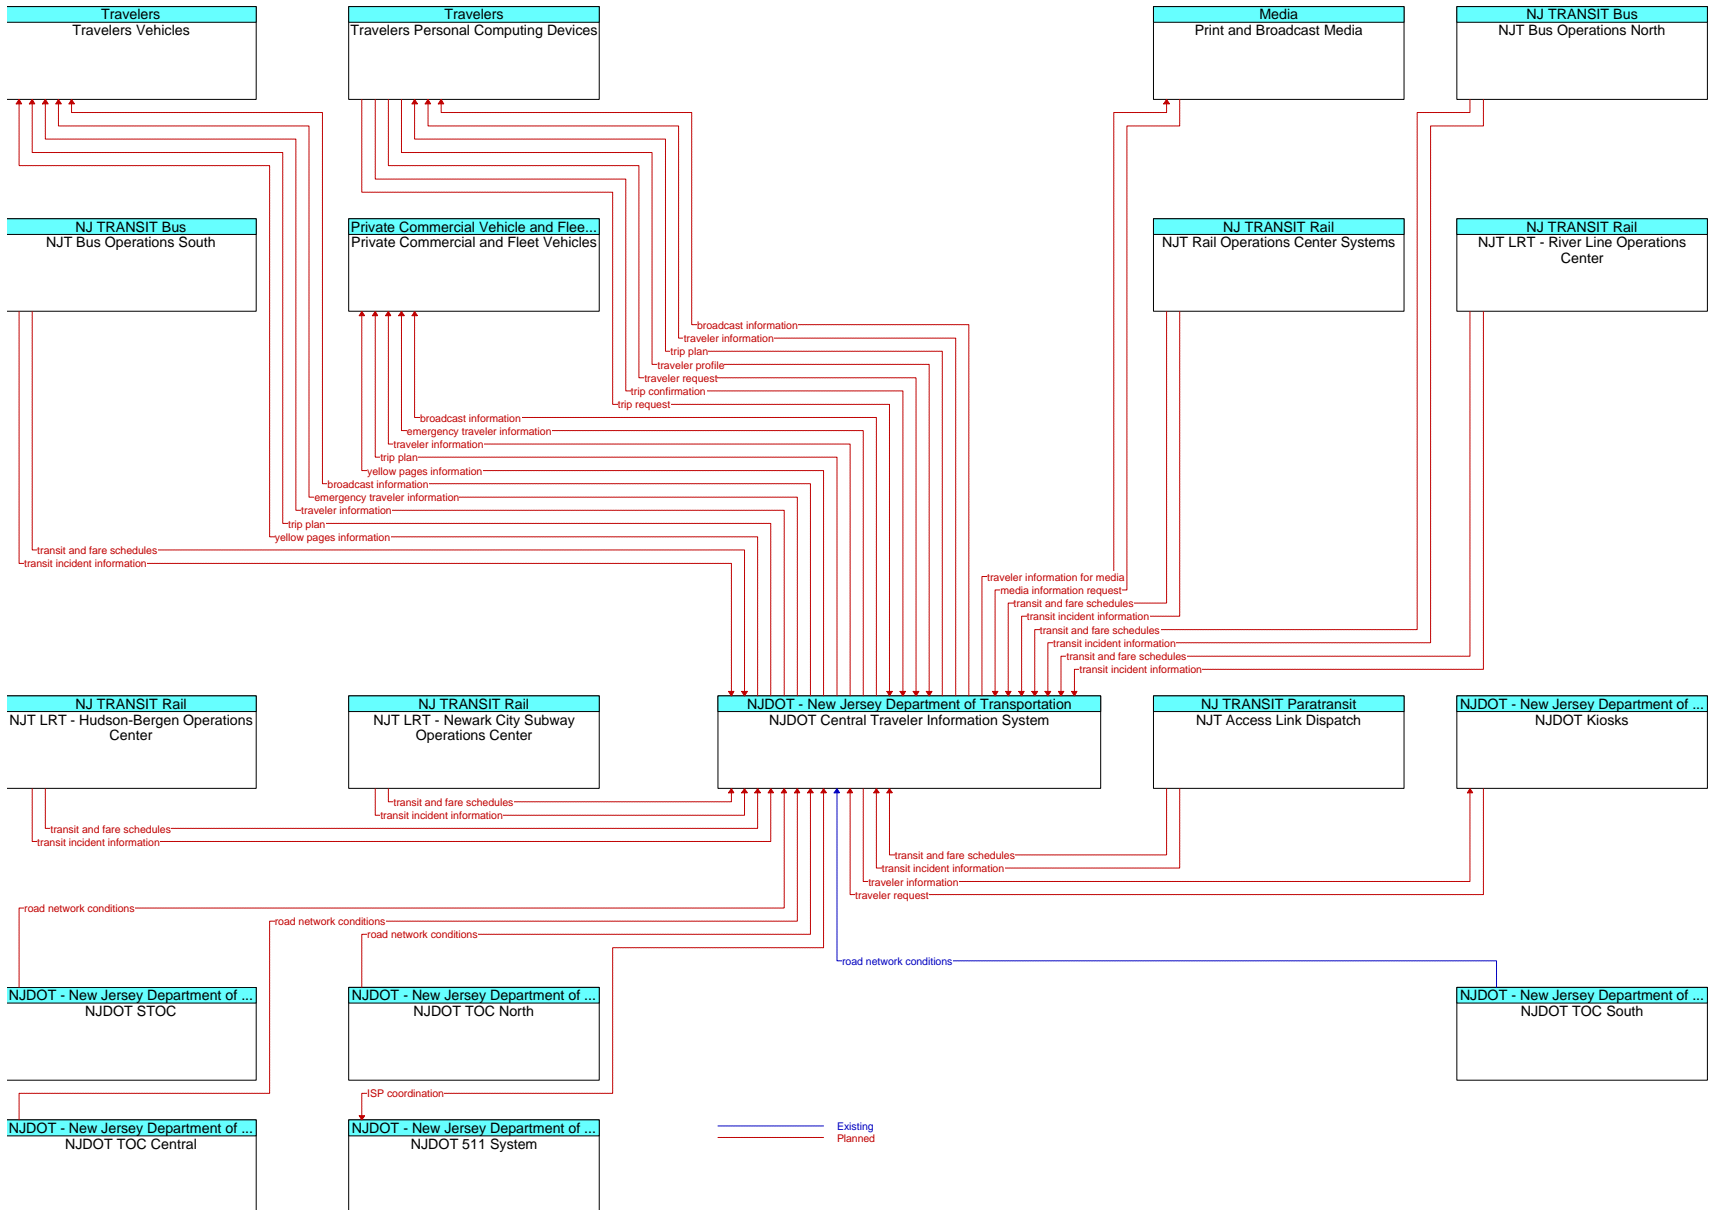 Travelers
Travelers Vehicles
Travelers
Travelers Personal Computing Devices
Media
Print and Broadcast Media
NJ TRANSIT Bus
NJT Bus Operations North
NJ TRANSIT Bus
NJT Bus Operations South
Private Commercial Vehicle and Flee...
Private Commercial and Fleet Vehicles
NJ TRANSIT Rail
NJT Rail Operations Center Systems
NJ TRANSIT Rail
NJT LRT - River Line Operations
Center
broadcast information
traveler information
trip plan
traveler profile
traveler request
trip confirmation
trip request
broadcast information
emergency traveler information
traveler information
trip plan
yellow pages information
broadcast information
emergency traveler information
traveler information
trip plan
yellow pages information
transit and fare schedules
transit incident information
traveler information for media
media information request
transit and fare schedules
transit incident information
transit and fare schedules
transit incident information
transit and fare schedules
transit incident information
NJ TRANSIT Rail
NJT LRT - Hudson-Bergen Operations
Center
NJ TRANSIT Rail
NJT LRT - Newark City Subway
Operations Center
NJDOT - New Jersey Department of Transportation
NJDOT Central Traveler Information System
NJ TRANSIT Paratransit
NJT Access Link Dispatch
NJDOT - New Jersey Department of ...
NJDOT Kiosks
transit and fare schedules
transit incident information
transit and fare schedules
transit incident information
transit and fare schedules
transit incident information
traveler information
traveler request
road network conditions
road network conditions
road network conditions
road network conditions
NJDOT - New Jersey Department of ...
NJDOT STOC
NJDOT - New Jersey Department of ...
NJDOT TOC North
NJDOT - New Jersey Department of ...
NJDOT TOC South
ISP coordination
NJDOT - New Jersey Department of ...
NJDOT TOC Central
NJDOT - New Jersey Department of ...
NJDOT 511 System
Existing
Planned